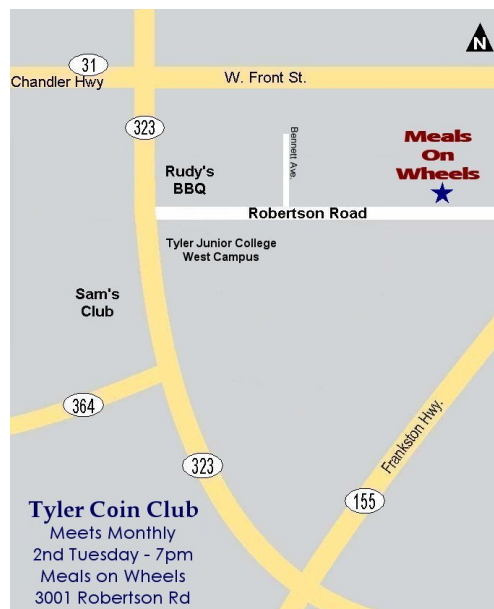 N
31
Chandler Hwy
W. Front St.
323
Bennett Ave.
Meals
On
Wheels
Rudy's
BBQ
Robertson Road
Tyler Junior College
West Campus
Sam's
Club
364
Frankston Hwy.
323
155
Tyler Coin Club
Meets Monthly
2nd Tuesday - 7pm
Meals on Wheels
3001 Robertson Rd